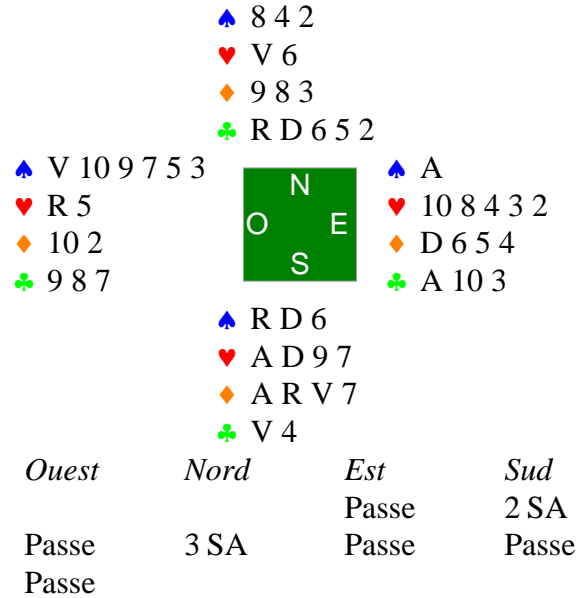 ♠ 8 4 2
♥ V 6
♦ 9 8 3
♣ R D 6 5 2
♠ V 10 9 7 5 3
♥ R 5
♦ 10 2
♣ 9 8 7
N
O E
S
♠ A
♥ 10 8 4 3 2
♦ D 6 5 4
♣ A 10 3
♠ R D 6
♥ A D 9 7
♦ A R V 7
♣ V 4
Ouest Nord Est Sud
Passe 2 SA
Passe 3 SA Passe Passe
Passe